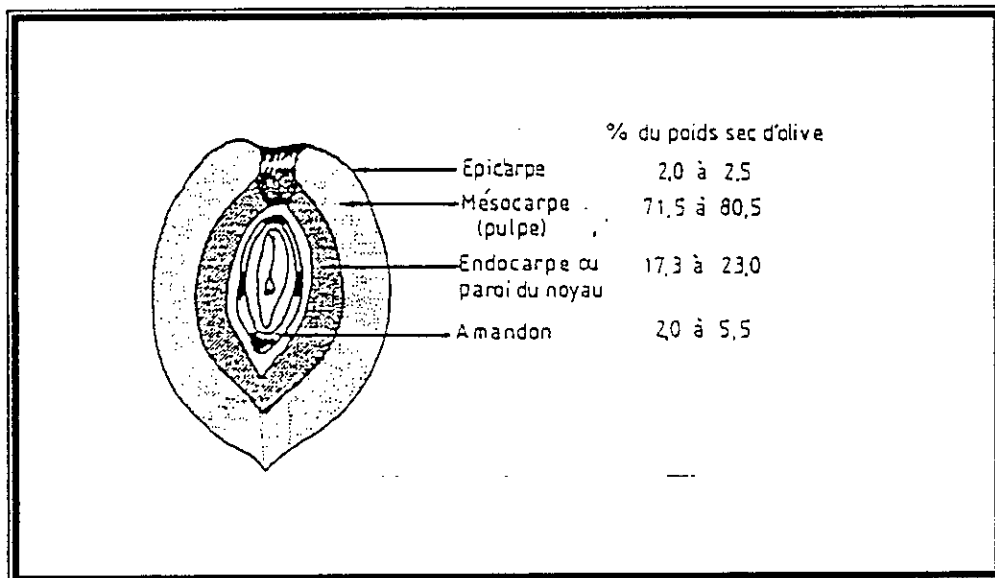 % du poids sec d'olive
Epicarpe 2,0 à 2,5
Mésocarpe 71,5 à 80,5
(pulpe)
Endocarpe ou 17,3 à 23,0
paroi du noyau
Amandon 2,0 à 5,5